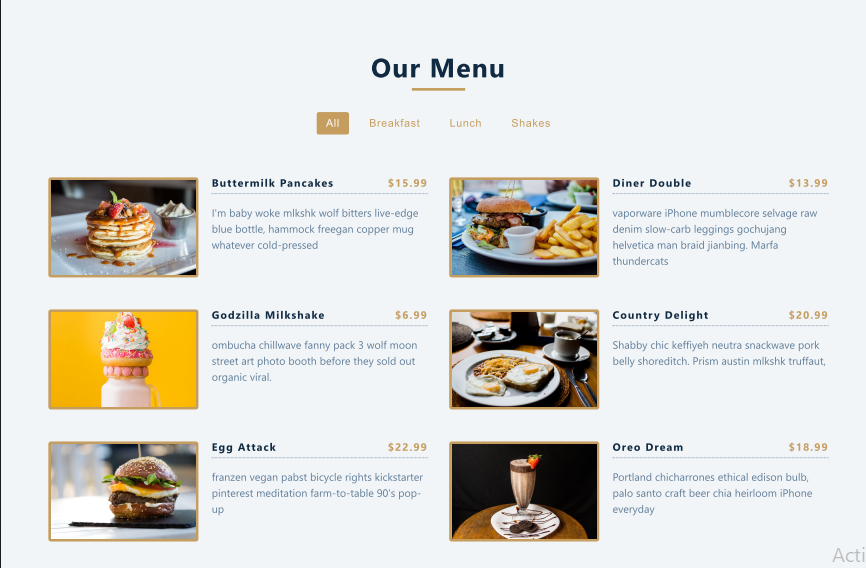 Our Menu
All Breakfast Lunch Shakes
Buttermilk Pancakes $15.99
I'm baby woke mlkshk wolf bitters live-edge
blue bottle, hammock freegan copper mug
whatever cold-pressed
Diner Double $13.99
vaporware iPhone mumblecore selvage raw
denim slow-carb leggings gochujang
helvetica man braid jianbing. Marfa
thundercats
Godzilla Milkshake $6.99
ombucha chillwave fanny pack 3 wolf moon
street art photo booth before they sold out
organic viral.
Country Delight $20.99
Shabby chic keffiyeh neutra snackwave pork
belly shoreditch. Prism austin mlkshk truffaut,
Egg Attack $22.99
franzen vegan pabst bicycle rights kickstarter
pinterest meditation farm-to-table 90's pop-
up
Oreo Dream $18.99
Portland chicharrones ethical edison bulb,
palo santo craft beer chia heirloom iPhone
everyday
Acti